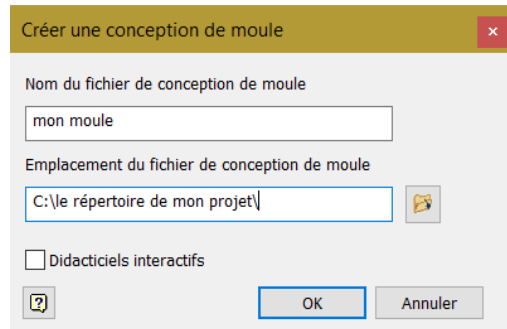 Créer une conception de moule
Nom du fichier de conception de moule
mon moule
Emplacement du fichier de conception de moule
C:\le répertoire de mon projet\
Didacticiels interactifs
OK Annuler